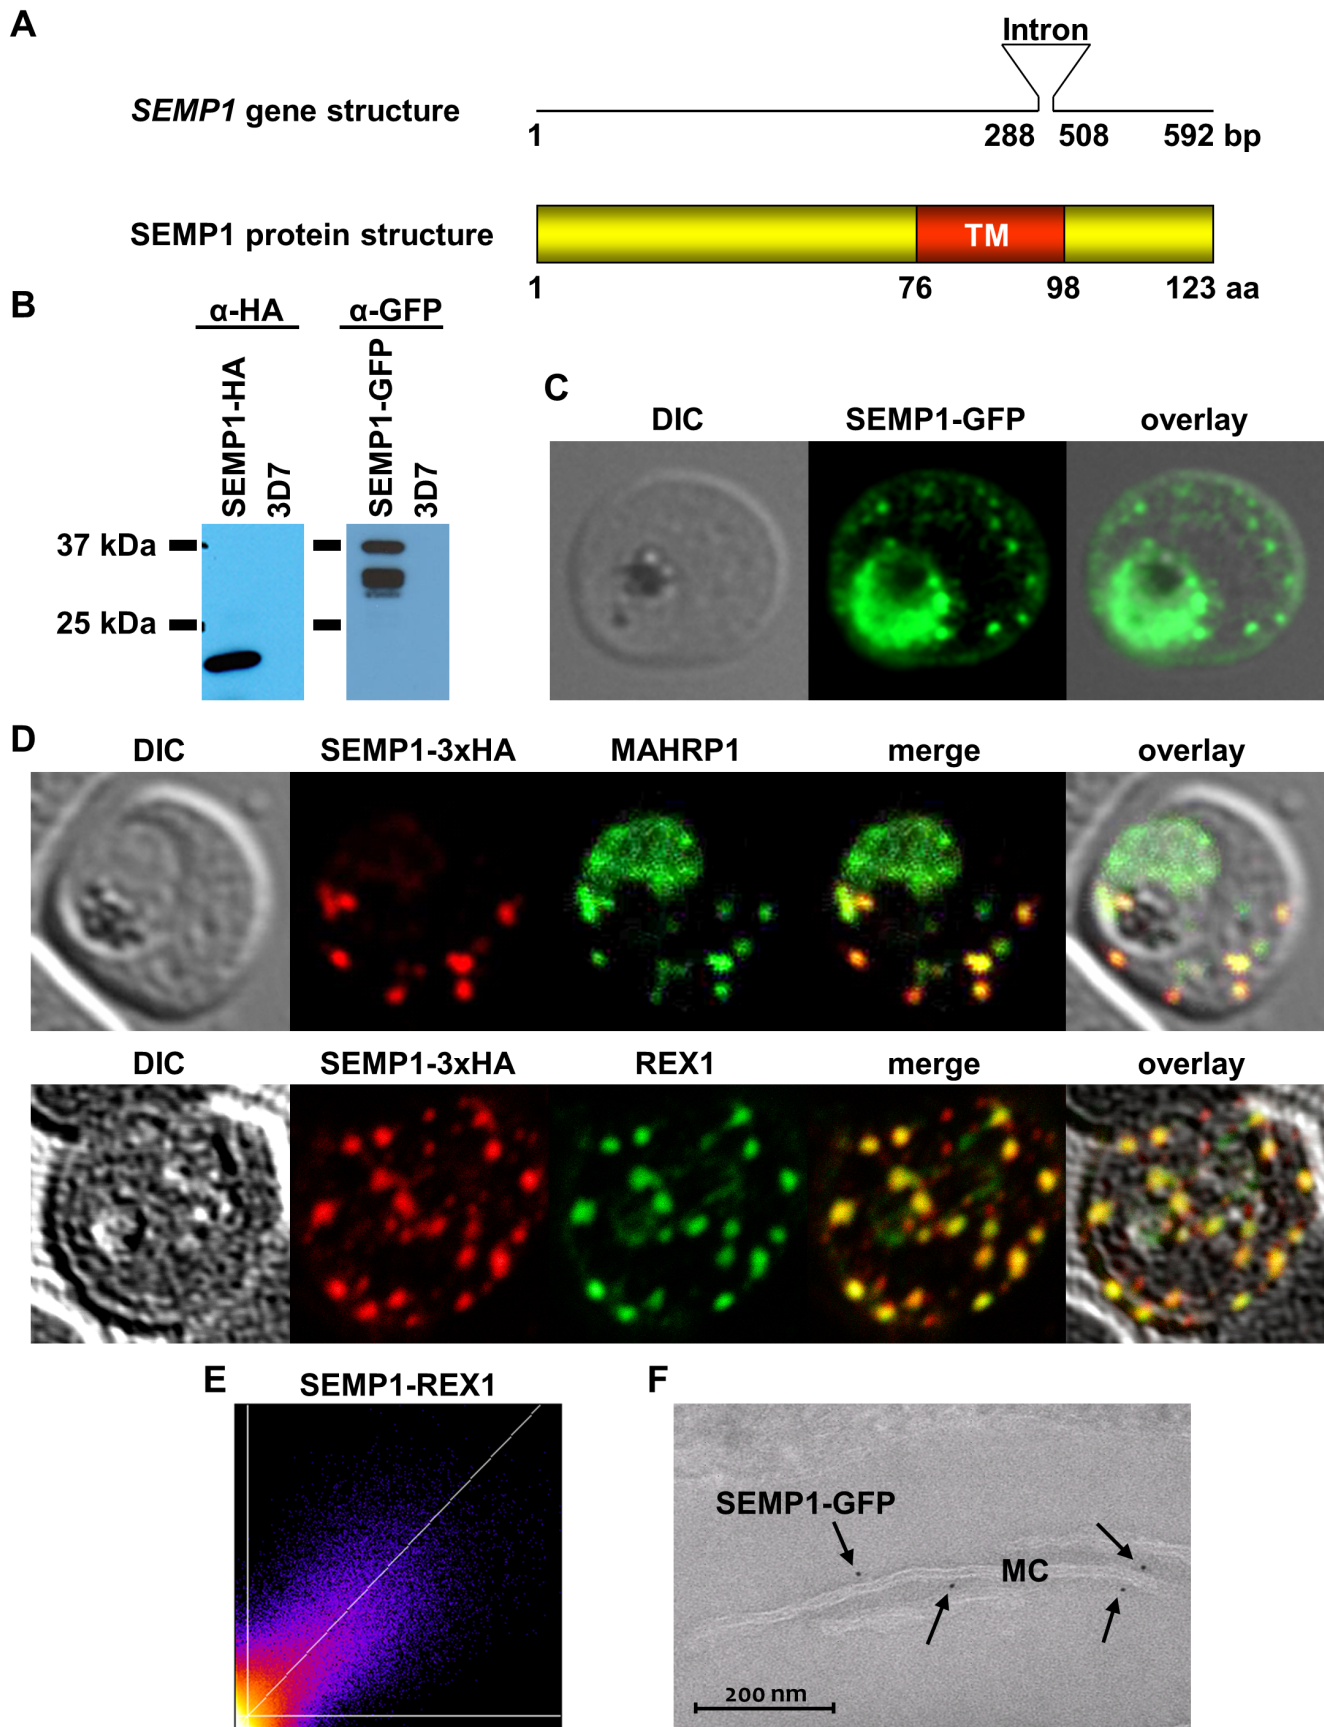 A
Intron
SEMP1 gene structure
1 288 508 592 bp
SEMP1 protein structure
TM
1 76 98 123 aa
B
α-HA α-GFP
SEMP1-HA
3D7
SEMP1-GFP
3D7
37 kDa
25 kDa
C
DIC SEMP1-GFP overlay
D
DIC SEMP1-3xHA MAHRP1 merge overlay
DIC SEMP1-3xHA REX1 merge overlay
E
SEMP1-REX1
F
SEMP1-GFP
MC
200 nm